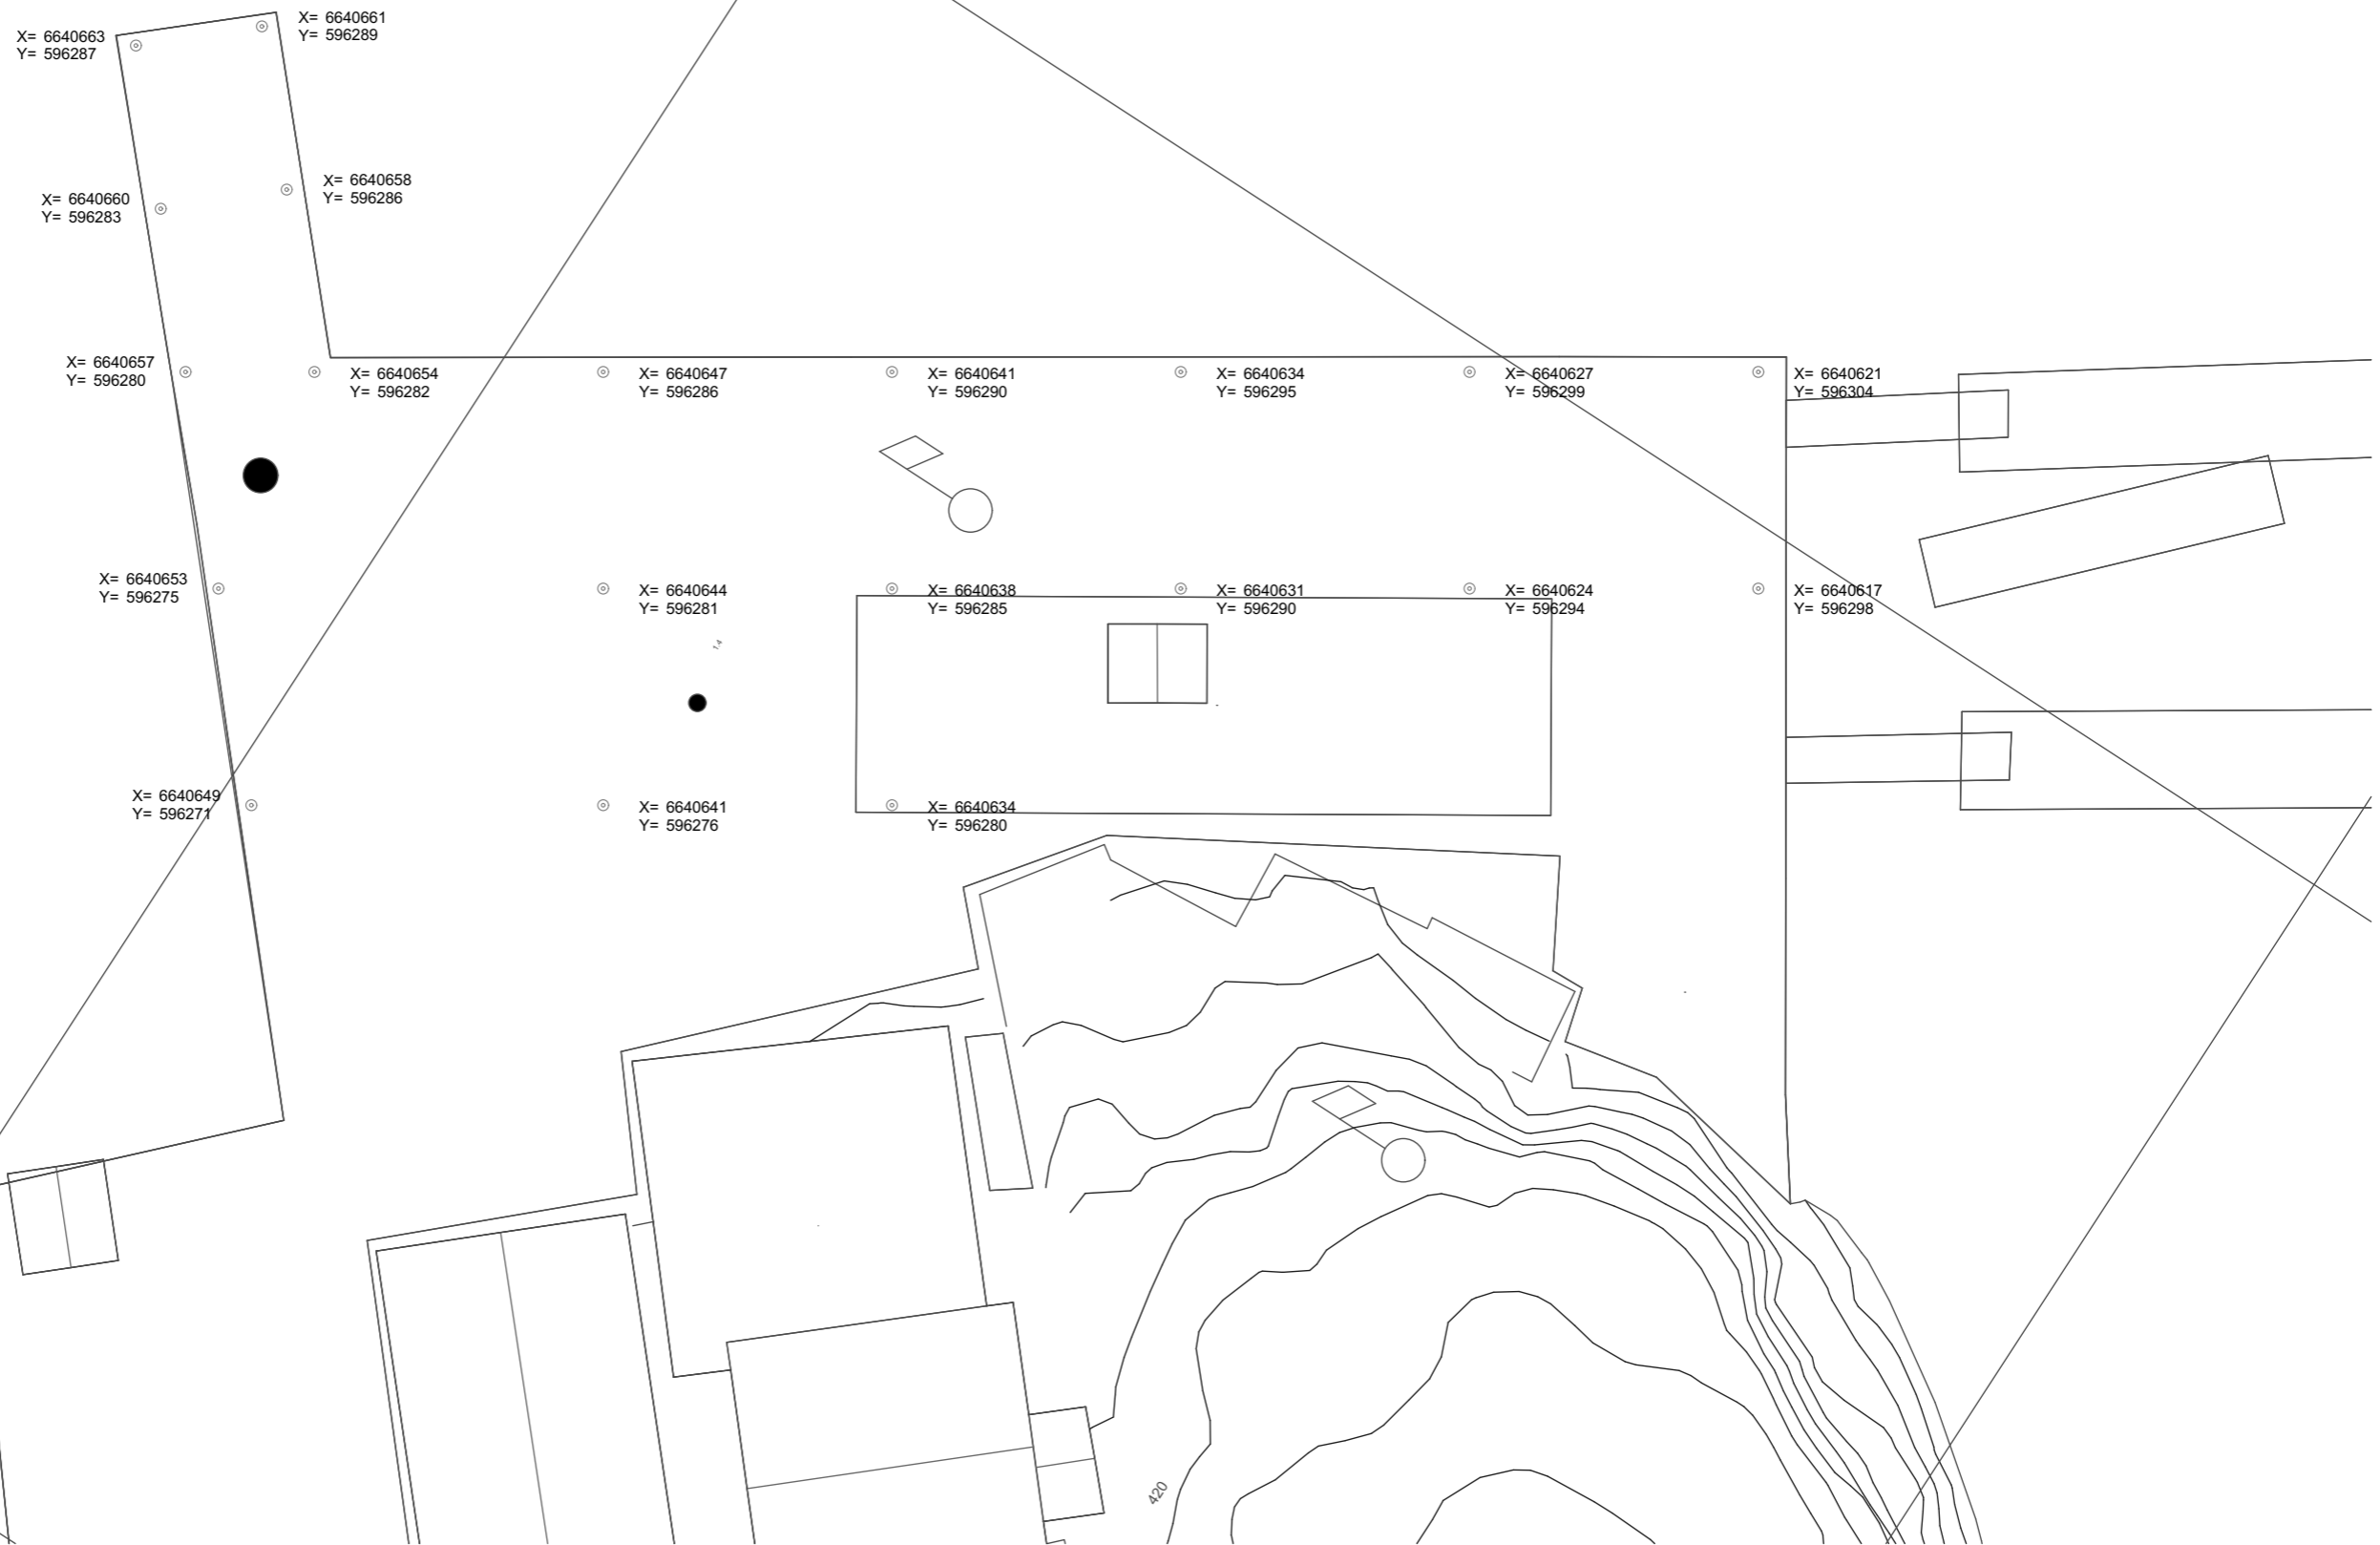 X= 6640661
Y= 596289
X= 6640663
Y= 596287
X= 6640658
Y= 596286
X= 6640660
Y= 596283
X= 6640657
Y= 596280
X= 6640654
Y= 596282
X= 6640647
Y= 596286
X= 6640641
Y= 596290
X= 6640634
Y= 596295
X= 6640627
Y= 596299
X= 6640621
Y= 596304
X= 6640653
Y= 596275
X= 6640644
Y= 596281
X= 6640638
Y= 596285
X= 6640631
Y= 596290
X= 6640624
Y= 596294
X= 6640617
Y= 596298
1.4
X= 6640649
Y= 596271
X= 6640641
Y= 596276
X= 6640634
Y= 596280
420